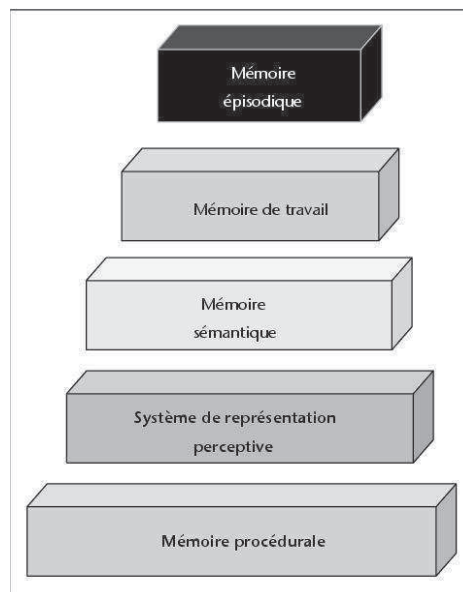 Mémoire
épisodique
Mémoire de travail
Mémoire
sémantique
Système de représentation
perceptive
Mémoire procédurale